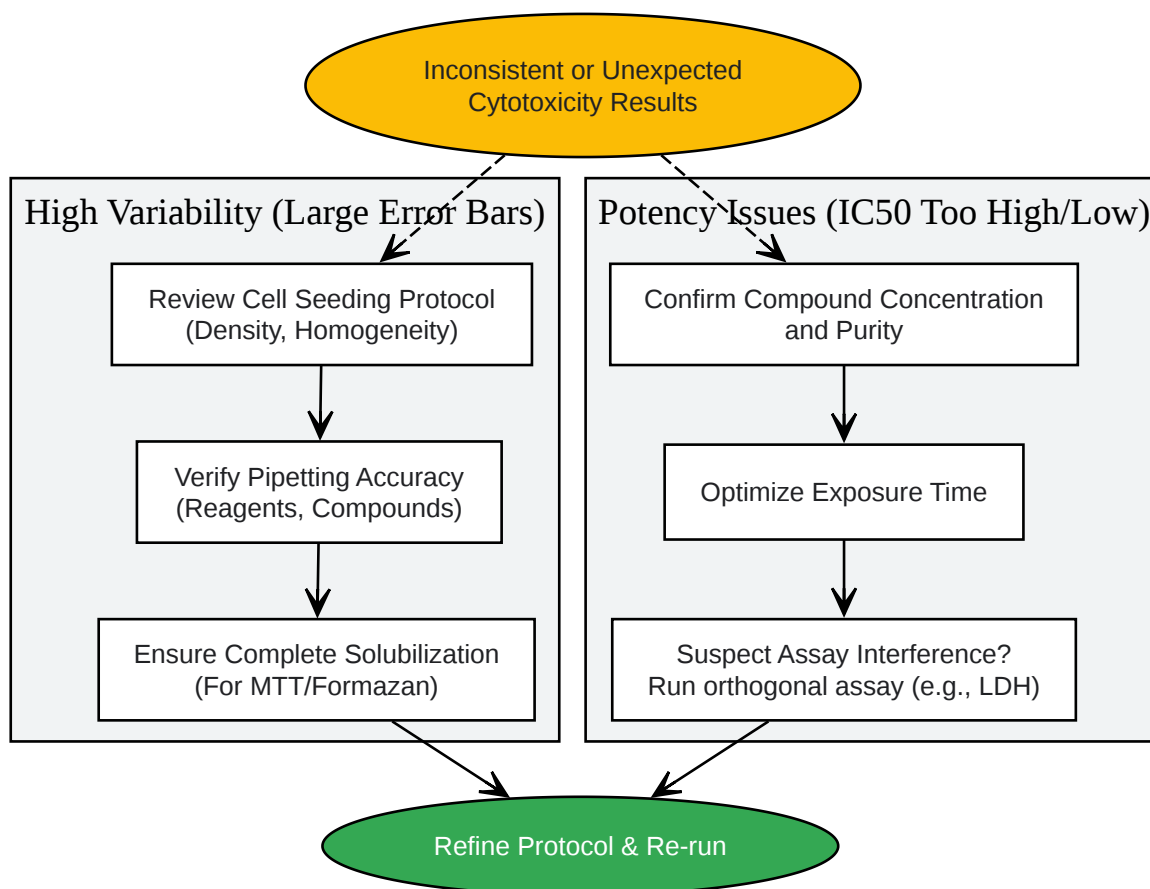 Inconsistent or Unexpected
Cytotoxicity Results
High Variability (Large Error Bars)
Review Cell Seeding Protocol
(Density, Homogeneity)
Verify Pipetting Accuracy
(Reagents, Compounds)
Ensure Complete Solubilization
(For MTT/Formazan)
Potency Issues (IC50 Too High/Low)
Confirm Compound Concentration
and Purity
Optimize Exposure Time
Suspect Assay Interference?
Run orthogonal assay (e.g., LDH)
Refine Protocol & Re-run